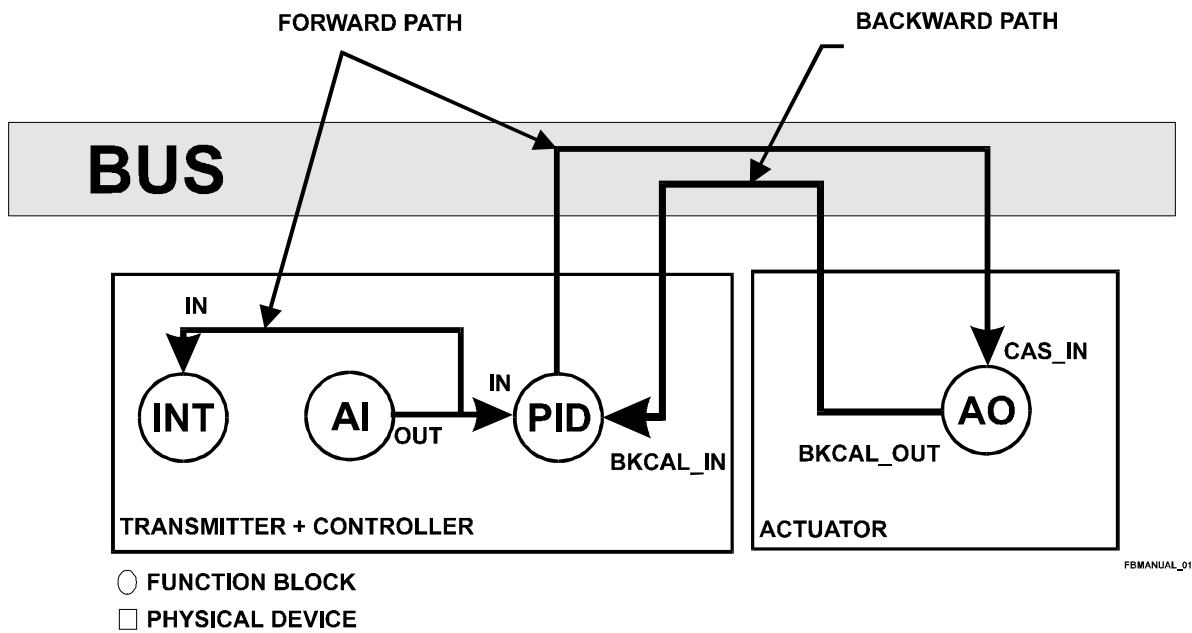 FORWARD PATH
BACKWARD PATH
BUS
IN
INT
AI
OUT
IN
PID
BKCAL_IN
CAS_IN
AO
BKCAL_OUT
TRANSMITTER + CONTROLLER
ACTUATOR
FBMANUAL_01
FUNCTION BLOCK
PHYSICAL DEVICE